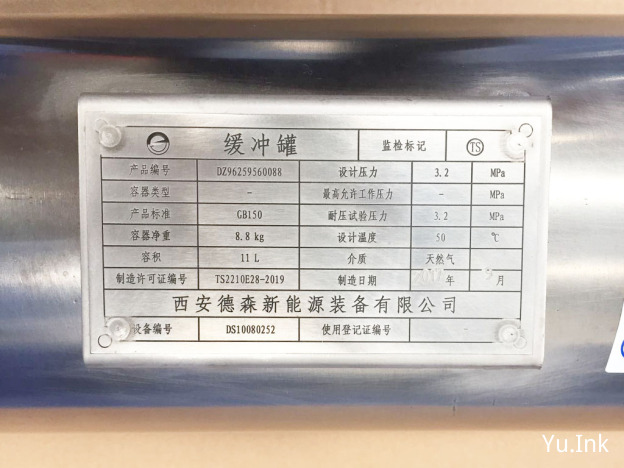 缓冲罐 监检标记 TS
产品编号 DZ96259560088 设计压力 3.2 MPa
容器类型 - 最高允许工作压力 - MPa
产品标准 GB150 耐压试验压力 3.2 MPa
容器净重 8.8 kg 设计温度 50 ℃
容积 11 L 介质 天然气
制造许可证编号 TS2210E28-2019 制造日期 年 9 月
西安德森新能源装备有限公司
设备编号 DS10080252 使用登记证编号
Yu.Ink